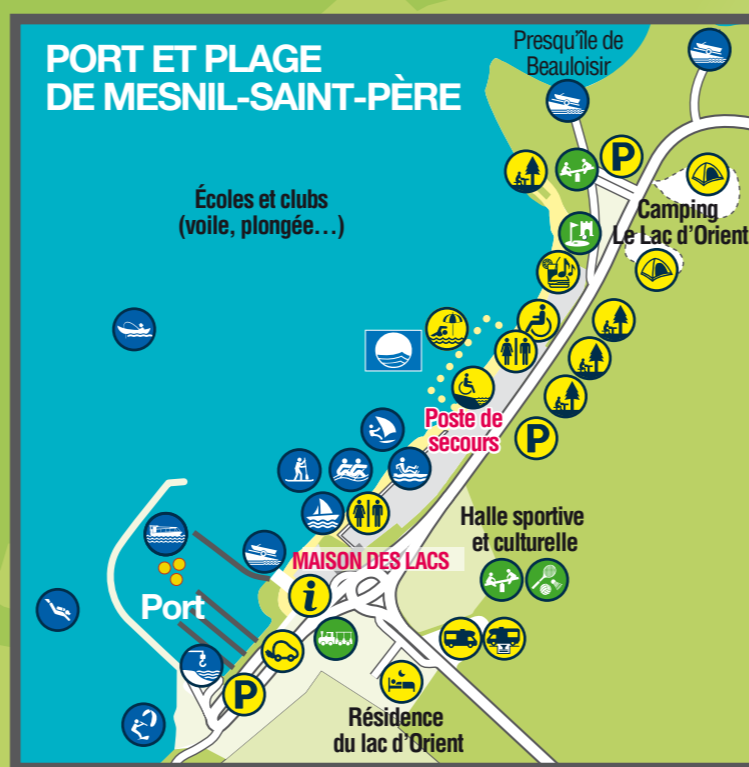 PORT ET PLAGE
DE MESNIL-SAINT-PÈRE
Presqu'île de
Beauloisir
P
Écoles et clubs
(voile, plongée…)
Camping
Le Lac d'Orient
Poste de
secours
P
Halle sportive
et culturelle
MAISON DES LACS
i
Port
P
Résidence
du lac d'Orient